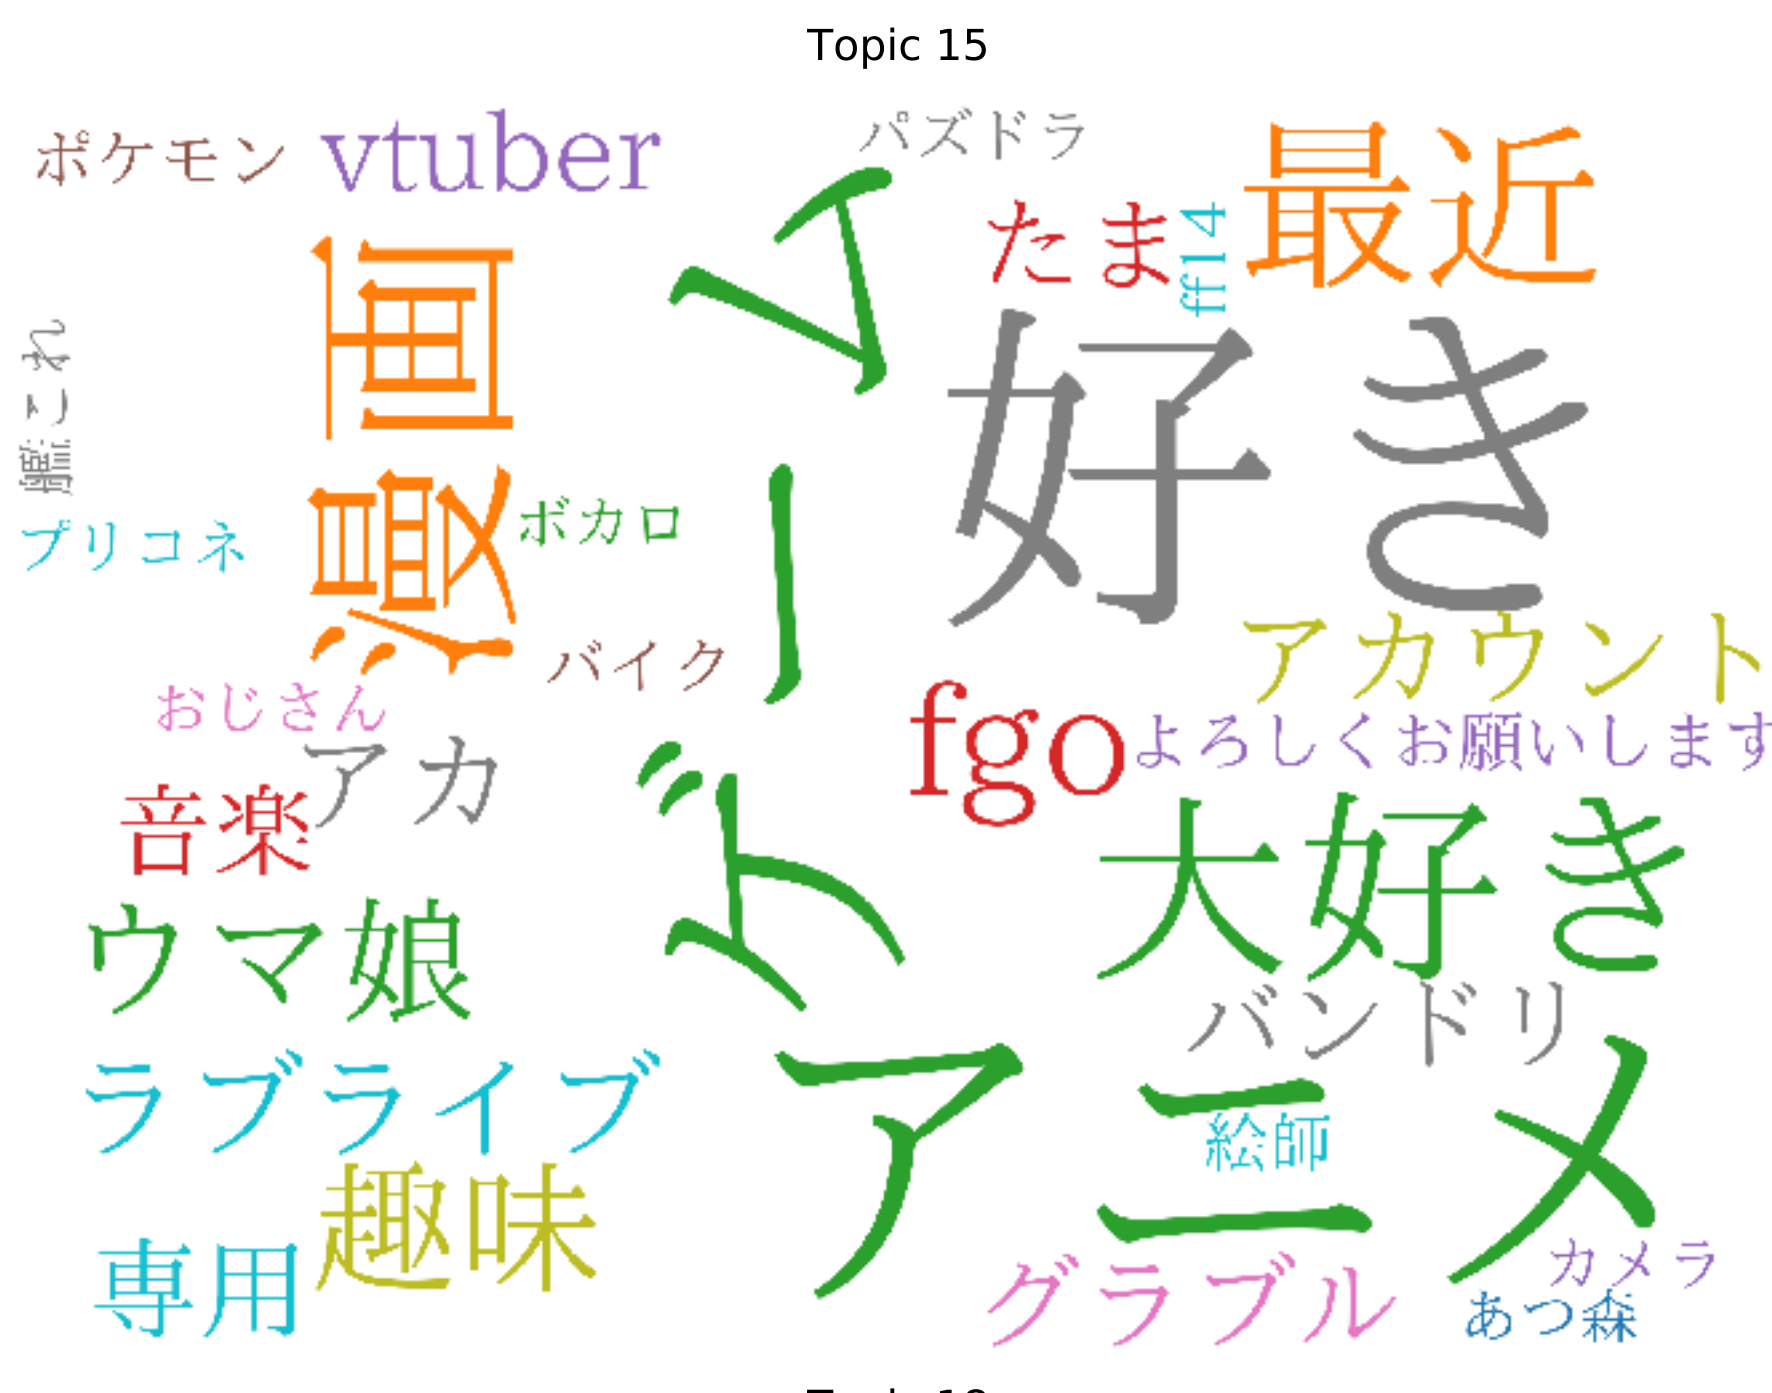 Topic 15
ポケモン
vtuber
パズドラ
最近
たま
ff14
漫画
ゲーム
好き
艦これ
プリコネ
ボカロ
バイク
アカウント
おじさん
アカ
fgo
よろしくお願いします
音楽
大好き
ウマ娘
バンドリ
ラブライブ
アニメ
絵師
趣味
専用
グラブル
カメラ
あつ森